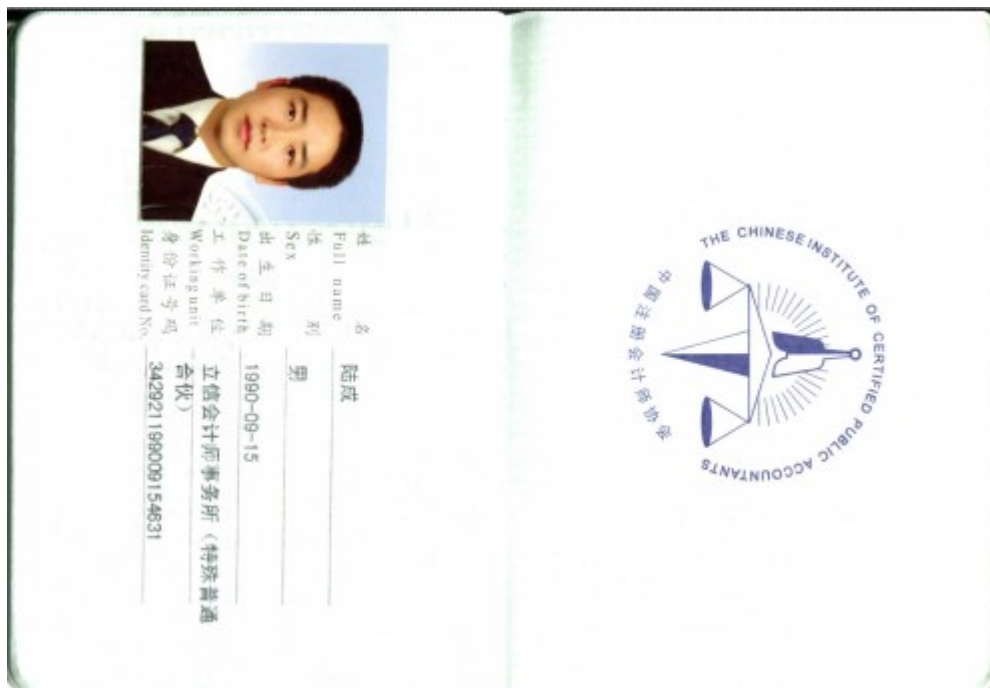 姓 名 陆成
Full name
性 别 男
Sex
出 生 日 期 1990-09-15
Date of birth
工 作 单 位 立信会计师事务所（特殊普通
Working unit 合伙）
身 份 证 号 码 342921199009154631
Identity card No.
THE CHINESE INSTITUTE OF CERTIFIED PUBLIC ACCOUNTANTS
中国注册会计师协会